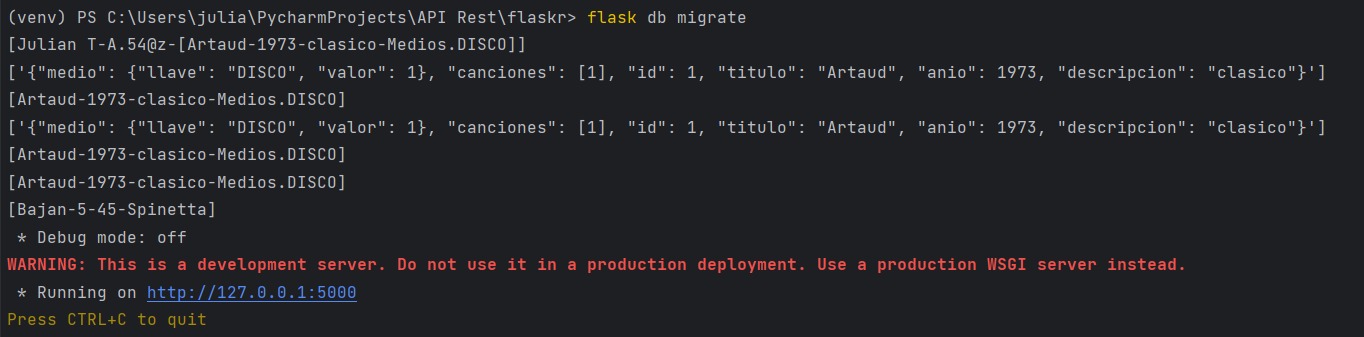 (venv) PS C:\Users\julia\PycharmProjects\API Rest\flaskr> flask db migrate
[Julian T-A.54@z-[Artaud-1973-clasico-Medios.DISCO]]
['{"medio": {"llave": "DISCO", "valor": 1}, "canciones": [1], "id": 1, "titulo": "Artaud", "anio": 1973, "descripcion": "clasico"}']
[Artaud-1973-clasico-Medios.DISCO]
['{"medio": {"llave": "DISCO", "valor": 1}, "canciones": [1], "id": 1, "titulo": "Artaud", "anio": 1973, "descripcion": "clasico"}']
[Artaud-1973-clasico-Medios.DISCO]
[Artaud-1973-clasico-Medios.DISCO]
[Bajan-5-45-Spinetta]
 * Debug mode: off
WARNING: This is a development server. Do not use it in a production deployment. Use a production WSGI server instead.
 * Running on http://127.0.0.1:5000
Press CTRL+C to quit